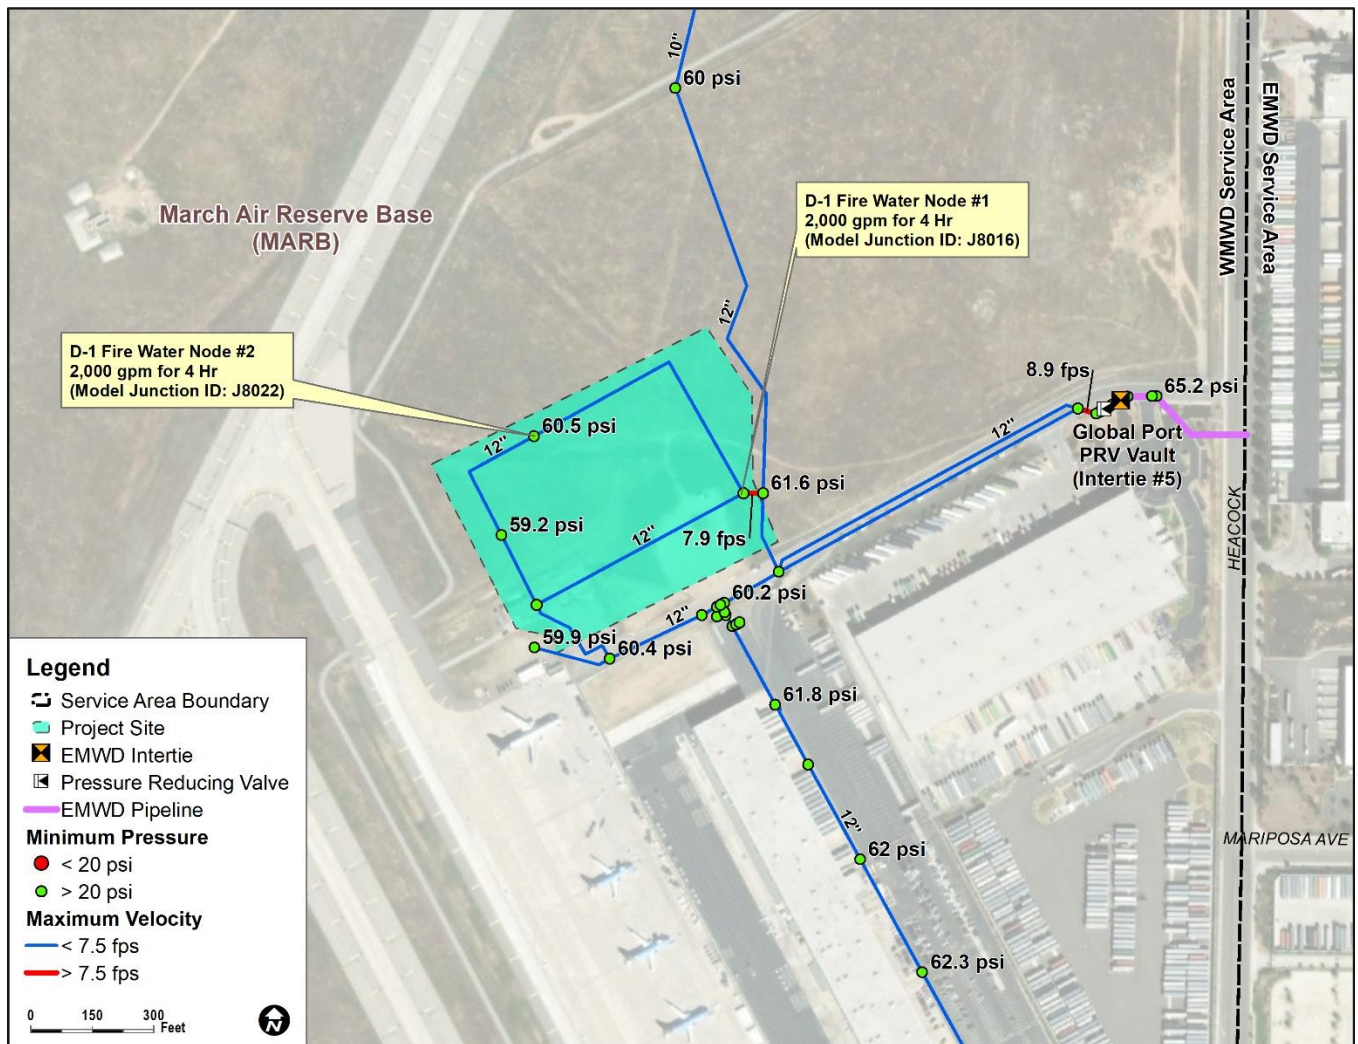 10"
60 psi
WMWD Service Area
EMWD Service Area
D-1 Fire Water Node #1
2,000 gpm for 4 Hr
(Model Junction ID: J8016)
March Air Reserve Base
(MARB)
12"
D-1 Fire Water Node #2
2,000 gpm for 4 Hr
(Model Junction ID: J8022)
8.9 fps
65.2 psi
60.5 psi
12"
12"
Global Port
PRV Vault
(Intertie #5)
61.6 psi
59.2 psi
12"
7.9 fps
HEACOCK
60.2 psi
12"
59.9 psi
60.4 psi
61.8 psi
12"
62 psi
MARIPOSA AVE
62.3 psi
Legend
Service Area Boundary
Project Site
EMWD Intertie
Pressure Reducing Valve
EMWD Pipeline
Minimum Pressure
< 20 psi
> 20 psi
Maximum Velocity
< 7.5 fps
> 7.5 fps
0 150 300
Feet
N